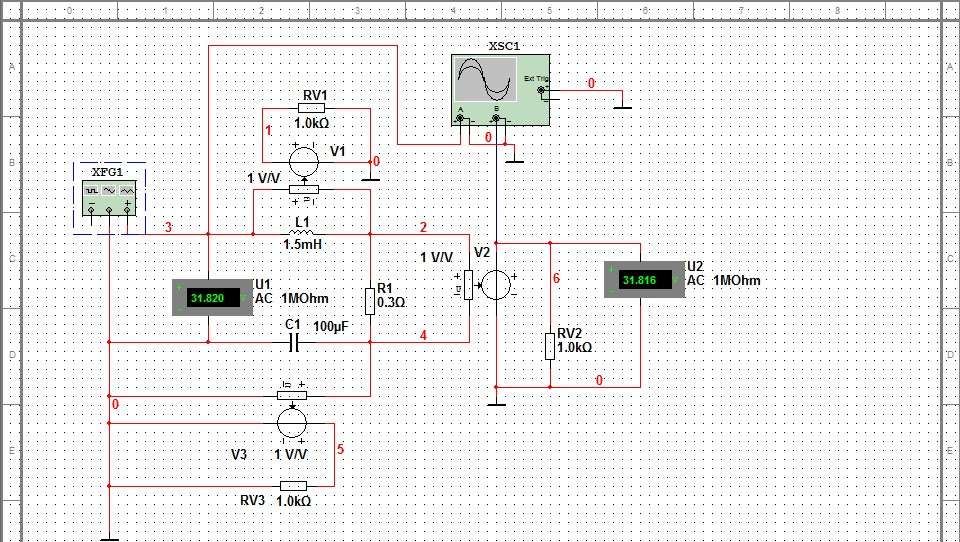 0 1 2 3 4 5 6 7 8
A A
XSC1
Ext Trig
0
A B
0
RV1
1.0kΩ
1
V1
0
B B
XFG1
1 V/V
3
L1
1.5mH
2
1 V/V
V2
C C
U1
31.820
AC 1MOhm
R1
0.3Ω
6
U2
31.816
AC 1MOhm
C1 100µF
4
RV2
1.0kΩ
D D
0
0
V3 1 V/V
5
E E
RV3 1.0kΩ